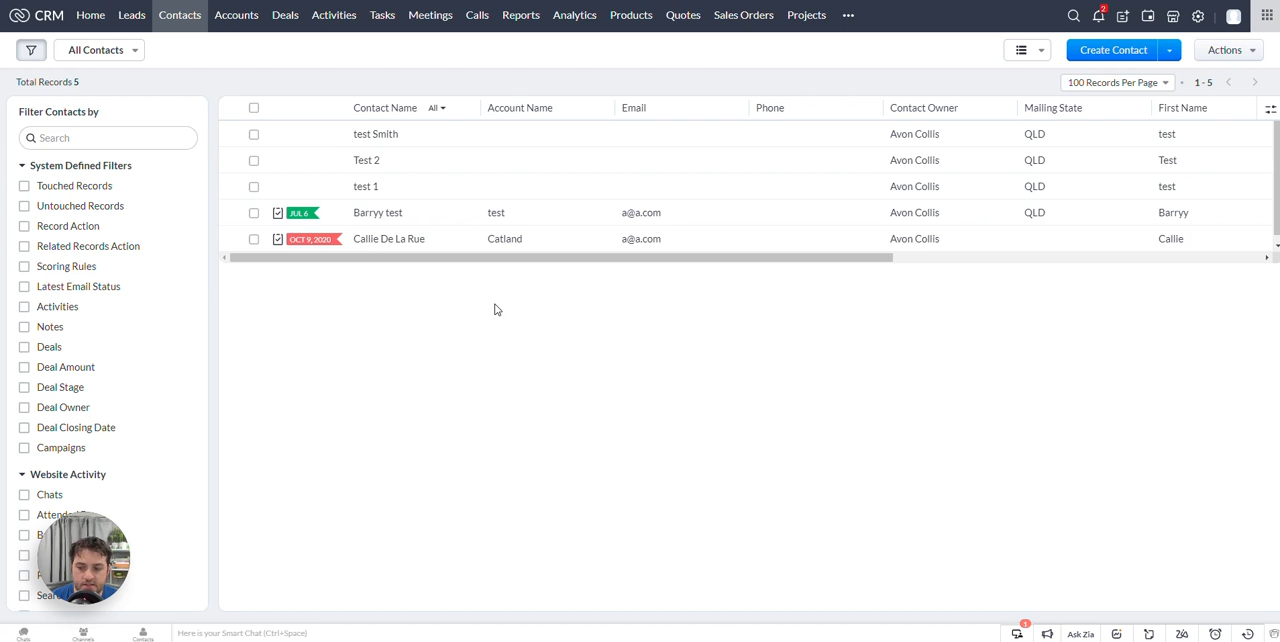 CRM Home Leads Contacts Accounts Deals Activities Tasks Meetings Calls Reports Analytics Products Quotes Sales Orders Projects ••• 2
All Contacts Create Contact Actions
Total Records 5 100 Records Per Page • 1 - 5
Filter Contacts by
Search
System Defined Filters
Touched Records
Untouched Records
Record Action
Related Records Action
Scoring Rules
Latest Email Status
Activities
Notes
Deals
Deal Amount
Deal Stage
Deal Owner
Deal Closing Date
Campaigns
Website Activity
Chats
Contact Name All Account Name Email Phone Contact Owner Mailing State First Name
test Smith Avon Collis QLD test
Test 2 Avon Collis QLD Test
test 1 Avon Collis QLD test
JUL 6 Barryy test test a@a.com Avon Collis QLD Barryy
OCT 9, 2020 Callie De La Rue Catland a@a.com Avon Collis Callie
Chats Channels Contacts Here is your Smart Chat (Ctrl+Space) 1 Ask Zia